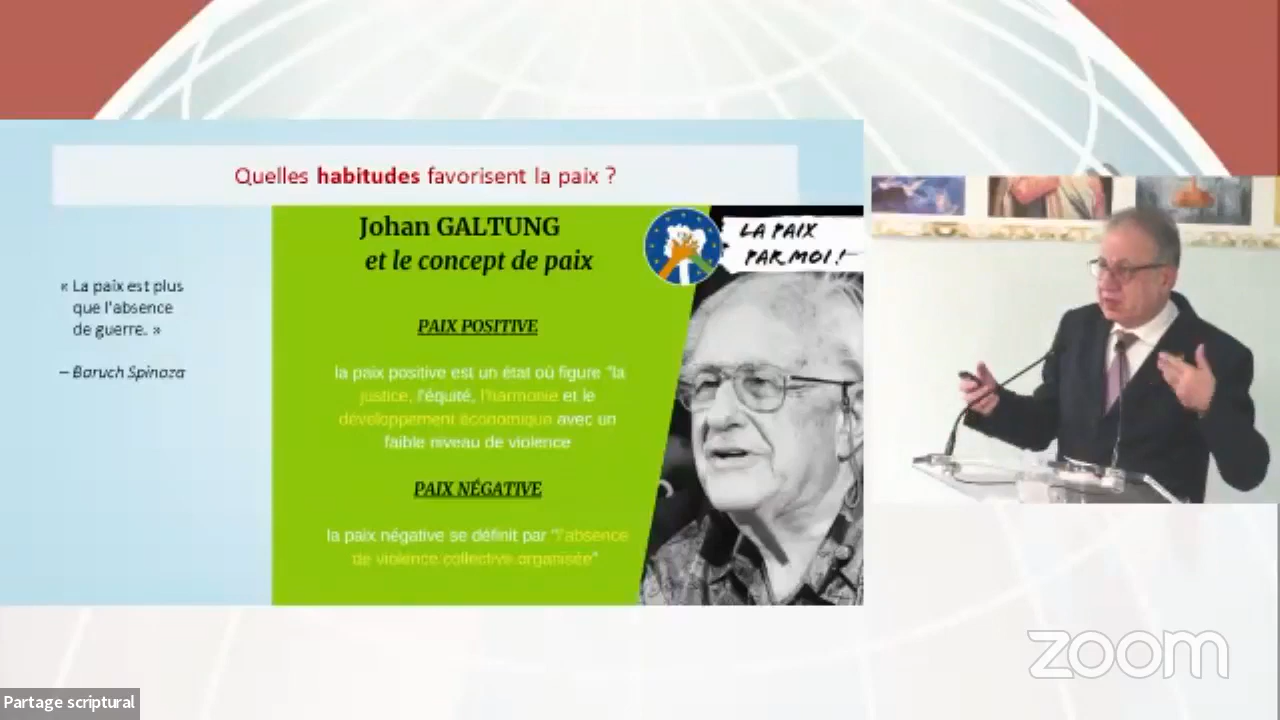 Quelles habitudes favorisent la paix ?
« La paix est plus
que l'absence
de guerre. »
– Baruch Spinoza
Johan GALTUNG
et le concept de paix
LA PAIX
PAR MOI !
PAIX POSITIVE
la paix positive est un état où figure "la
justice, l'équité, l'harmonie et le
développement économique avec un
faible niveau de violence
PAIX NÉGATIVE
la paix négative se définit par "l'absence
de violence collective organisée"
zoom
Partage scriptural